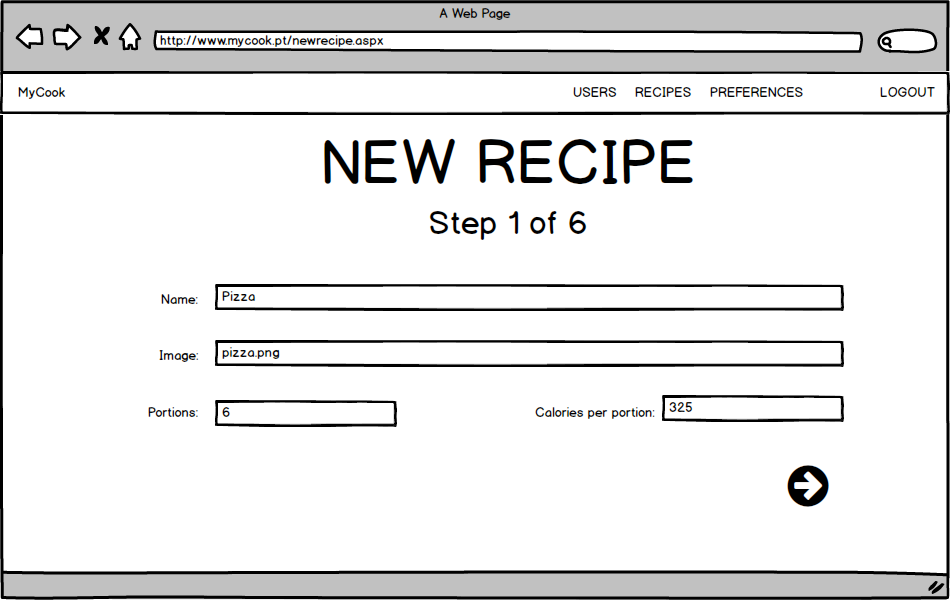 A Web Page
http://www.mycook.pt/newrecipe.aspx
MyCook USERS RECIPES PREFERENCES LOGOUT
NEW RECIPE
Step 1 of 6
Name: Pizza
Image: pizza.png
Portions: 6 Calories per portion: 325